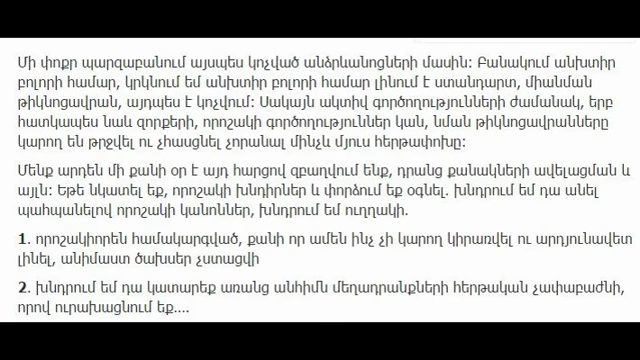 Մի փոքր պարզաբանում այսպես կոչված անձրևանոցների մասին: Բանակում անխտիր
բոլորի համար, կրկնում եմ անխտիր բոլորի համար լինում է ստանդարտ, միանման
թիկնոցավրան, այդպես է կոչվում: Սակայն ակտիվ գործողությունների ժամանակ, երբ
հատկապես նաև զորքերի, որոշակի գործողություններ կան, նման թիկնոցավրանները
կարող են թրջվել ու չհասցնել չորանալ մինչև մյուս հերթափոխը:
Մենք արդեն մի քանի օր է այդ հարցով զբաղվում ենք, դրանց քանակների ավելացման և
այլն: Եթե նկատել եք, որոշակի խնդիրներ և փորձում եք օգնել. խնդրում եմ դա անել
պահպանելով որոշակի կանոններ, խնդրում եմ ուղղակի.
1. որոշակիորեն համակարգված, քանի որ ամեն ինչ չի կարող կիրառվել ու արդյունավետ
լինել, անիմաստ ծախսեր չստացվի
2. խնդրում եմ դա կատարեք առանց անհիմն մեղադրանքների հերթական չափաբաժնի,
որով ուրախացնում եք....